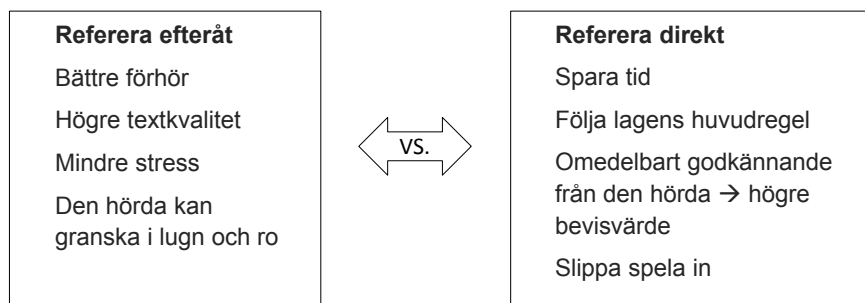 Referera efteråt
Bättre förhör
Högre textkvalitet
Mindre stress
Den hörda kan
granska i lugn och ro
VS.
Referera direkt
Spara tid
Följa lagens huvudregel
Omedelbart godkännande
från den hörda → högre
bevisvärde
Slippa spela in